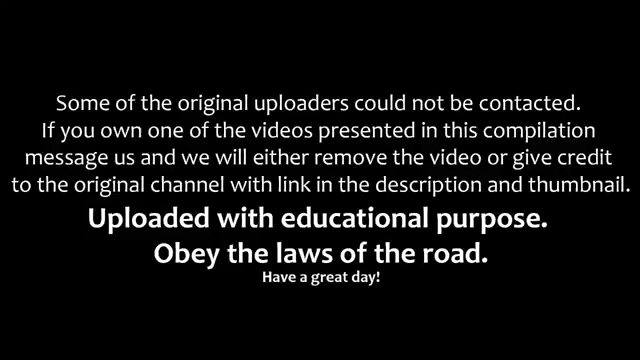 Some of the original uploaders could not be contacted.
If you own one of the videos presented in this compilation
message us and we will either remove the video or give credit
to the original channel with link in the description and thumbnail.
Uploaded with educational purpose.
Obey the laws of the road.
Have a great day!